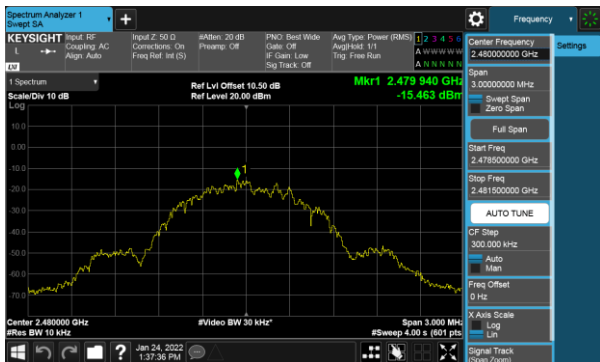 Spectrum Analyzer 1
Swept SA
+
Frequency
KEYSIGHT
L
LXI
Input: RF
Coupling: AC
Align: Auto
Input Z: 50 Ω
Corrections: On
Freq Ref: Int (S)
#Atten: 20 dB
Preamp: Off
PNO: Best Wide
Gate: Off
IF Gain: Low
Sig Track: Off
Avg Type: Power (RMS)
Avg|Hold: 1/1
Trig: Free Run
1 2 3 4 5 6
A W W W W W
A N N N N N
1 Spectrum
Scale/Div 10 dB
Ref Lvl Offset 10.50 dB
Ref Level 20.00 dBm
Mkr1 2.479 940 GHz
-15.463 dBm
Log
10.0
0.00
-10.0
-20.0
-30.0
-40.0
-50.0
-60.0
-70.0
1
Center 2.480000 GHz
#Res BW 10 kHz
#Video BW 30 kHz*
Span 3.000 MHz
#Sweep 4.00 s (601 pts)
Jan 24, 2022
1:37:36 PM
?
Center Frequency
2.480000000 GHz
Settings
Span
3.00000000 MHz
Swept Span
Zero Span
Full Span
Start Freq
2.478500000 GHz
Stop Freq
2.481500000 GHz
AUTO TUNE
CF Step
300.000 kHz
Auto
Man
Freq Offset
0 Hz
X Axis Scale
Log
Lin
Signal Track
(Span Zoom)